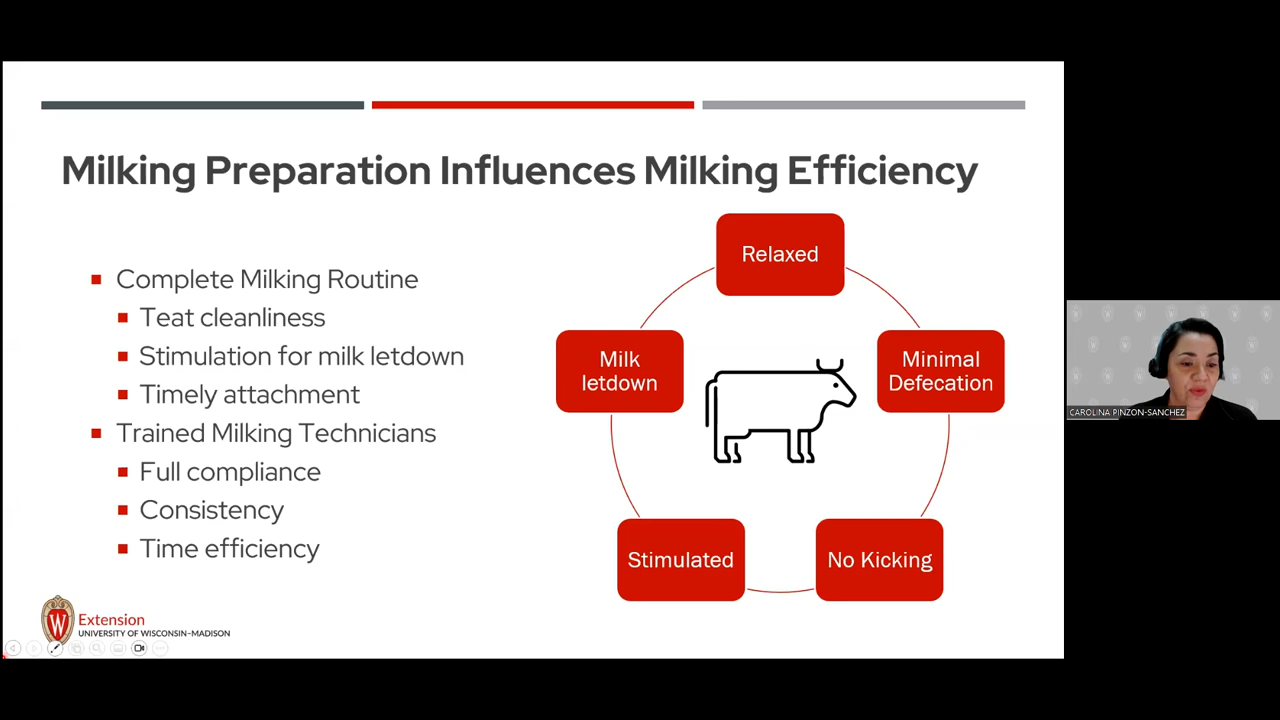 Milking Preparation Influences Milking Efficiency
Complete Milking Routine
Teat cleanliness
Stimulation for milk letdown
Timely attachment
Trained Milking Technicians
Full compliance
Consistency
Time efficiency
Relaxed
Minimal
Defecation
No Kicking
Stimulated
Milk
letdown
W
Extension
UNIVERSITY OF WISCONSIN-MADISON
CAROLINA PINZON-SANCHEZ